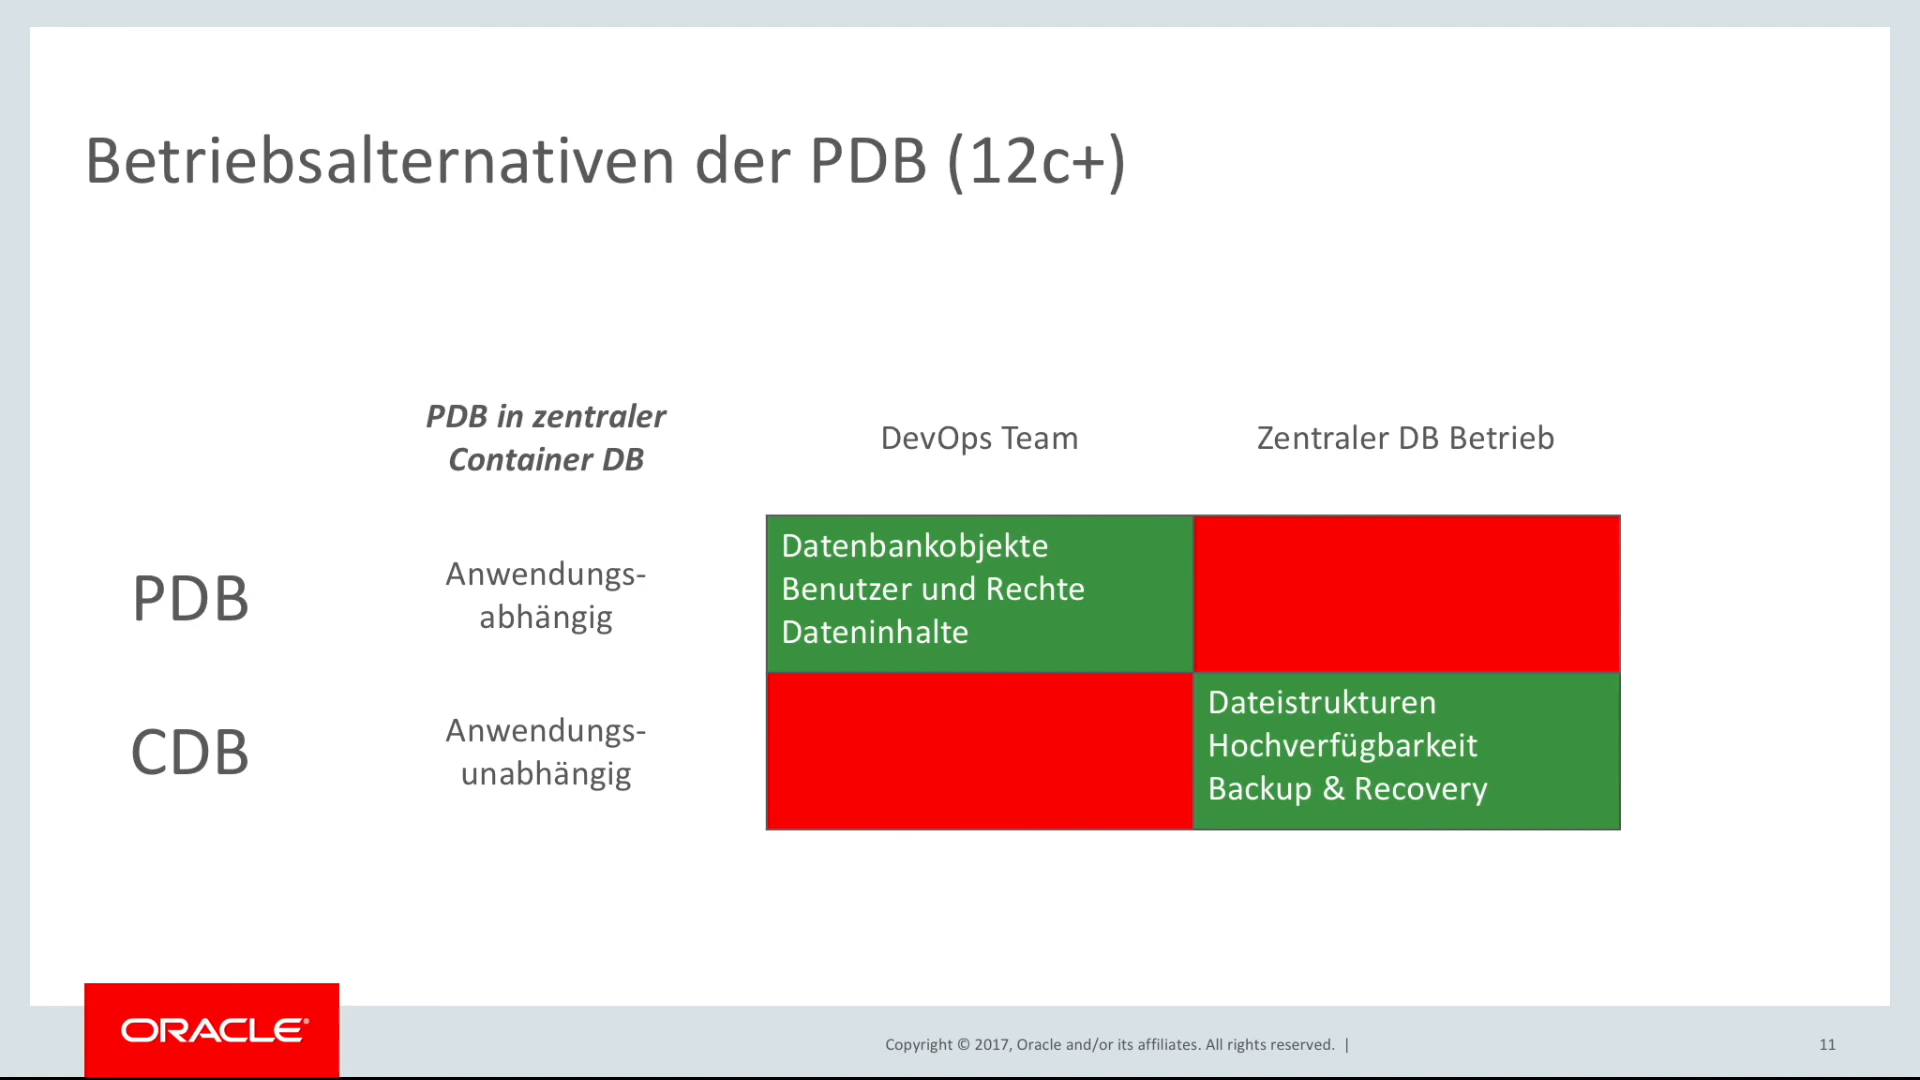 Betriebsalternativen der PDB (12c+)
PDB in zentraler
Container DB
DevOps Team
Zentraler DB Betrieb
PDB
Anwendungs-
abhängig
Datenbankobjekte
Benutzer und Rechte
Dateninhalte
CDB
Anwendungs-
unabhängig
Dateistrukturen
Hochverfügbarkeit
Backup & Recovery
ORACLE®
Copyright © 2017, Oracle and/or its affiliates. All rights reserved. |
11